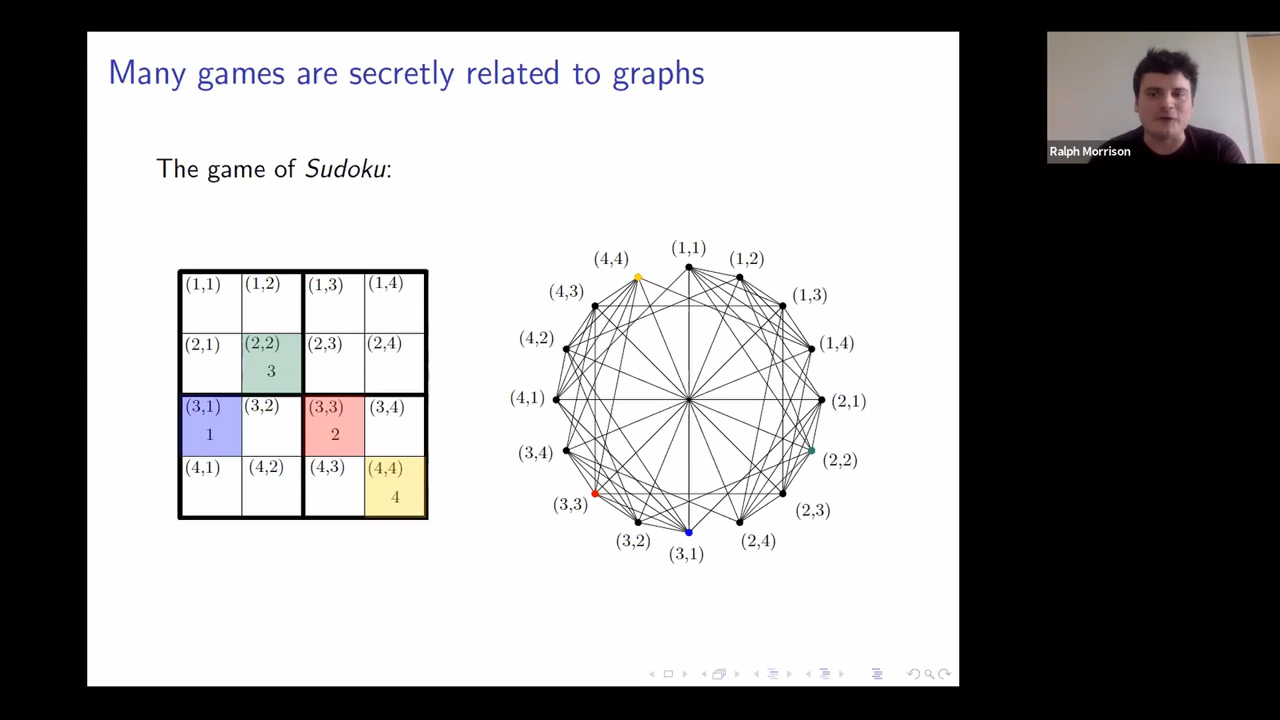 Many games are secretly related to graphs
Ralph Morrison
The game of Sudoku:
(1,1) (1,2) (1,3) (1,4)
(2,1) (2,2) (2,3) (2,4)
3
(3,1) (3,2) (3,3) (3,4)
1 2
(4,1) (4,2) (4,3) (4,4)
4
(1,1)
(4,4) (1,2)
(4,3) (1,3)
(4,2) (1,4)
(4,1) (2,1)
(3,4) (2,2)
(3,3) (2,3)
(3,2) (2,4)
(3,1)